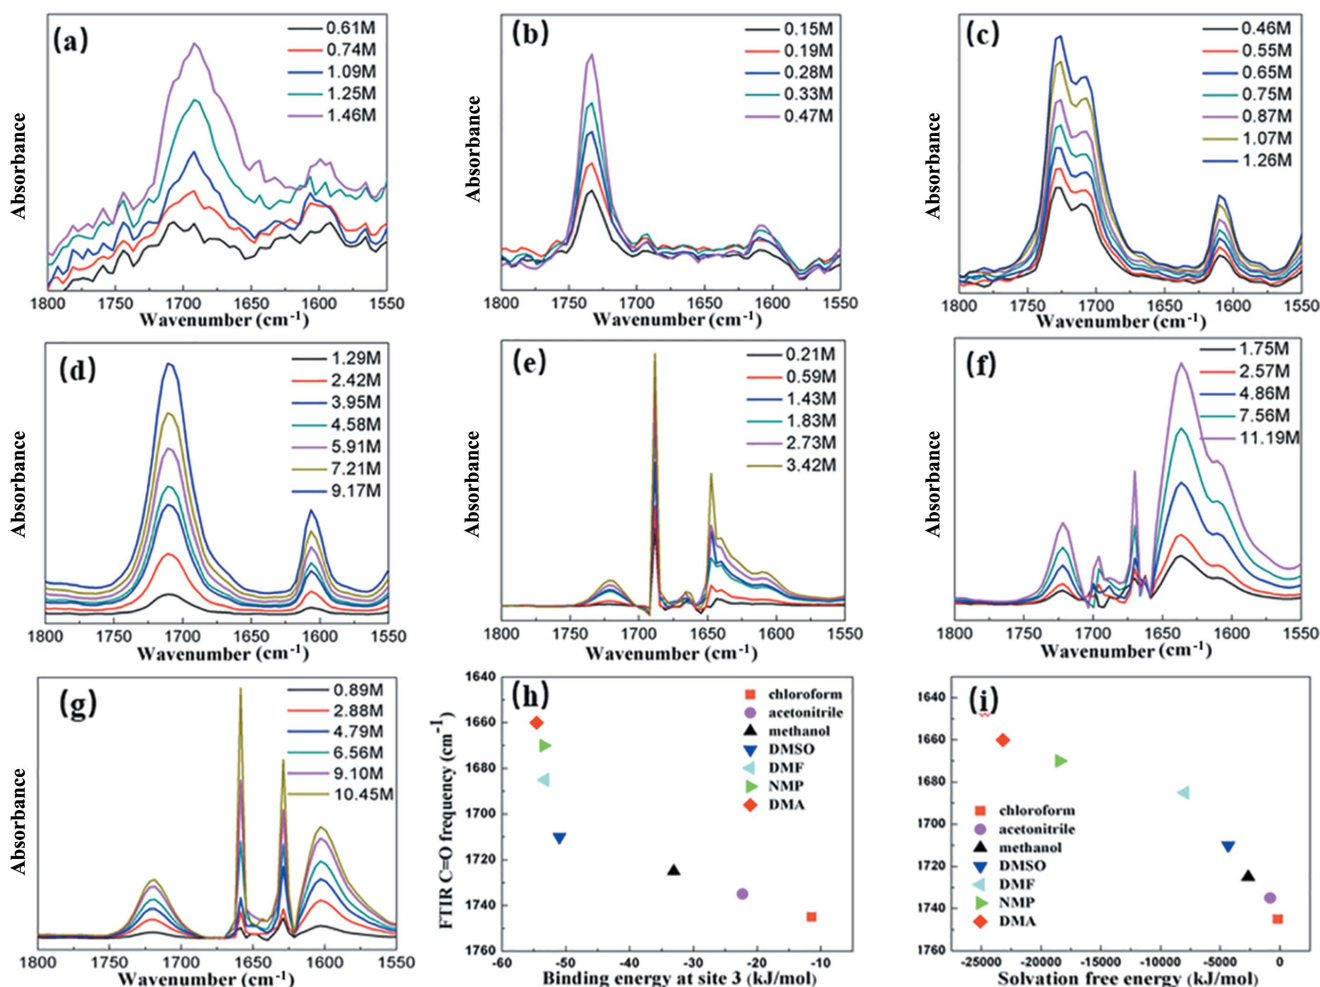 (a)
0.61M
0.74M
1.09M
1.25M
1.46M
Absorbance
1800 1750 1700 1650 1600 1550
Wavenumber (cm-1)
(b)
0.15M
0.19M
0.28M
0.33M
0.47M
Absorbance
1800 1750 1700 1650 1600 1550
Wavenumber (cm-1)
(c)
0.46M
0.55M
0.65M
0.75M
0.87M
1.07M
1.26M
Absorbance
1800 1750 1700 1650 1600 1550
Wavenumber (cm-1)
(d)
1.29M
2.42M
3.95M
4.58M
5.91M
7.21M
9.17M
Absorbance
1800 1750 1700 1650 1600 1550
Wavenumber (cm-1)
(e)
0.21M
0.59M
1.43M
1.83M
2.73M
3.42M
Absorbance
1800 1750 1700 1650 1600 1550
Wavenumber (cm-1)
(f)
1.75M
2.57M
4.86M
7.56M
11.19M
Absorbance
1800 1750 1700 1650 1600 1550
Wavenumber (cm-1)
(g)
0.89M
2.88M
4.79M
6.56M
9.10M
10.45M
Absorbance
1800 1750 1700 1650 1600 1550
Wavenumber (cm-1)
(h)
chloroform
acetonitrile
methanol
DMSO
DMF
NMP
DMA
FTIR C=O frequency (cm-1)
1640
1660
1680
1700
1720
1740
1760
-60 -50 -40 -30 -20 -10
Binding energy at site 3 (kJ/mol)
(i)
chloroform
acetonitrile
methanol
DMSO
DMF
NMP
DMA
1640
1660
1680
1700
1720
1740
1760
-25000 -20000 -15000 -10000 -5000 0
Solvation free energy (kJ/mol)